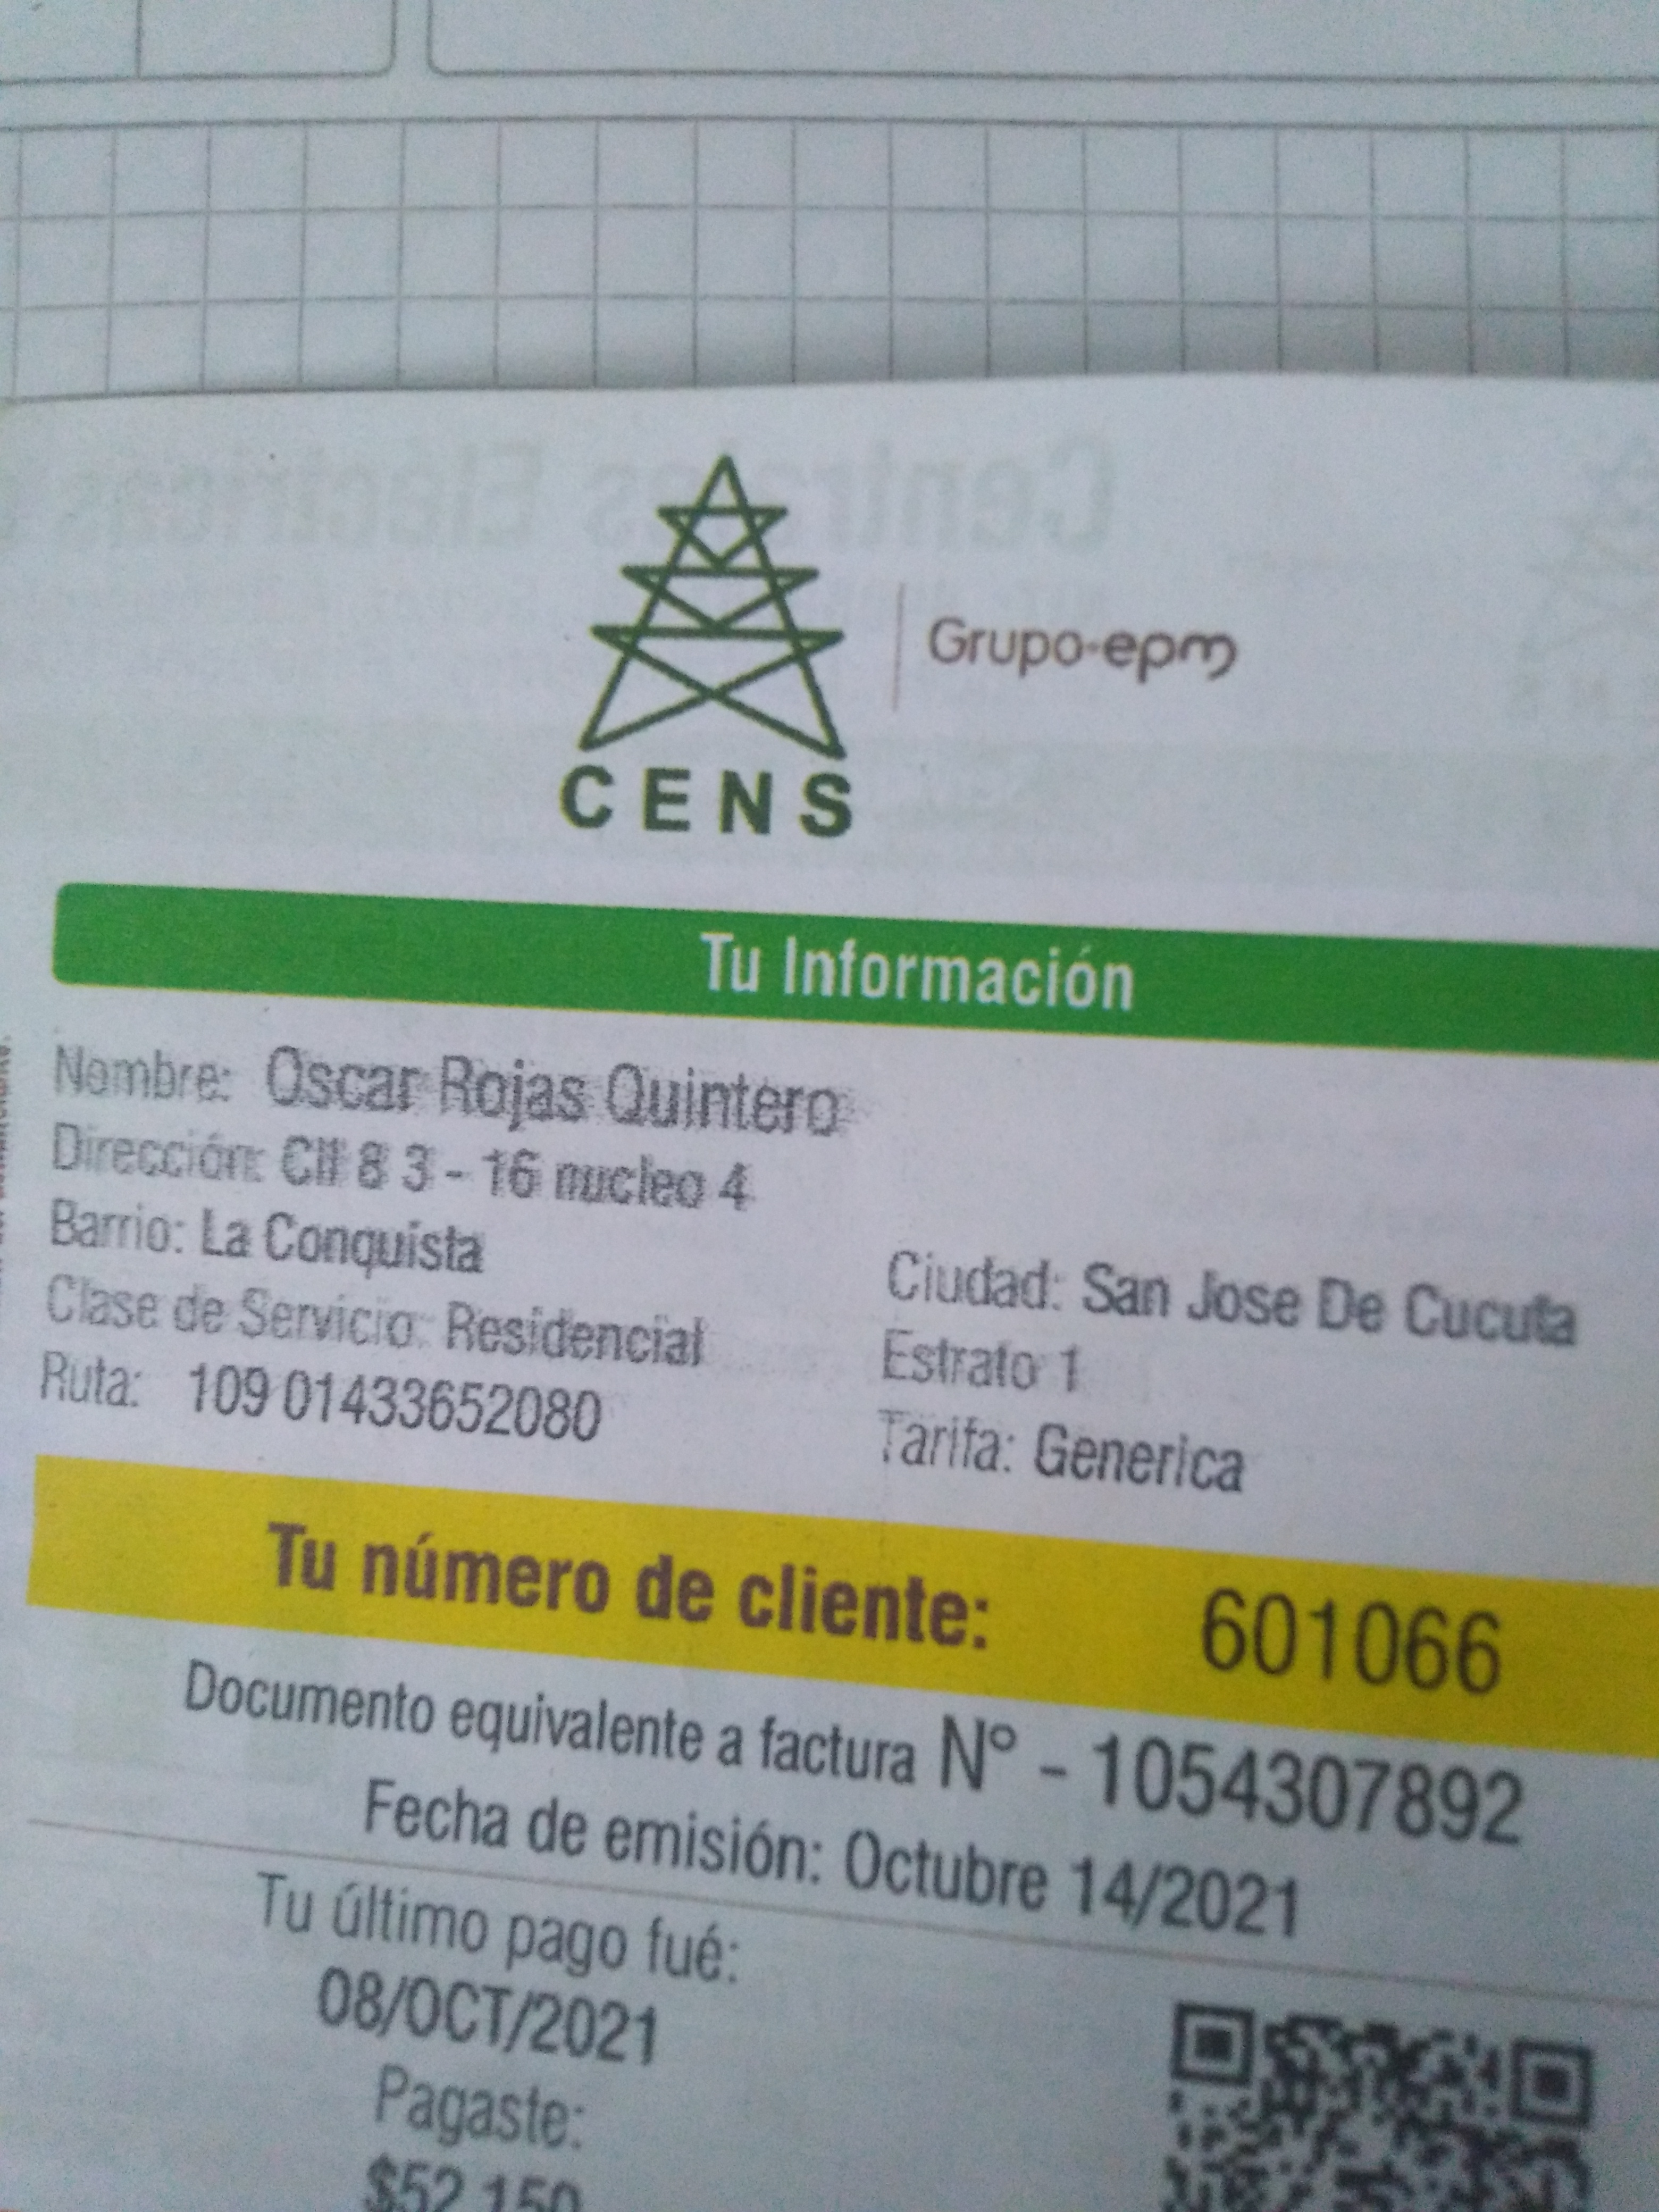 CENS
Grupo·epm
Tu Información
Nombre: Oscar Rojas Quintero
Dirección: Cll 8 3 - 16 nucleo 4
Barrio: La Conquista
Ciudad: San Jose De Cucuta
Clase de Servicio: Residencial
Estrato 1
Ruta: 109 01433652080
Tarifa: Generica
Tu número de cliente: 601066
Documento equivalente a factura N° - 1054307892
Fecha de emisión: Octubre 14/2021
Tu último pago fué:
08/OCT/2021
Pagaste:
$52,150